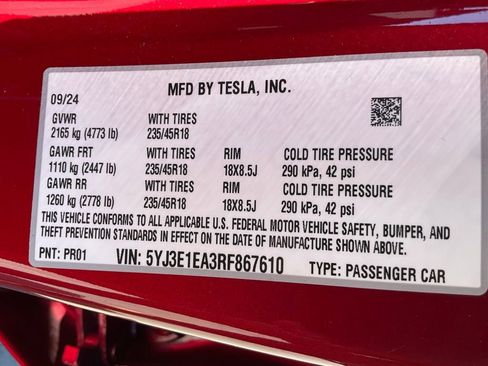 MFD BY TESLA, INC.
09/24
GVWR WITH TIRES
2165 kg (4773 lb) 235/45R18
GAWR FRT WITH TIRES RIM COLD TIRE PRESSURE
1110 kg (2447 lb) 235/45R18 18X8.5J 290 kPa, 42 psi
GAWR RR WITH TIRES RIM COLD TIRE PRESSURE
1260 kg (2778 lb) 235/45R18 18X8.5J 290 kPa, 42 psi
THIS VEHICLE CONFORMS TO ALL APPLICABLE U.S. FEDERAL MOTOR VEHICLE SAFETY, BUMPER, AND
THEFT PREVENTION STANDARDS IN EFFECT ON THE DATE OF MANUFACTURE SHOWN ABOVE.
PNT: PR01 VIN: 5YJ3E1EA3RF867610 TYPE: PASSENGER CAR